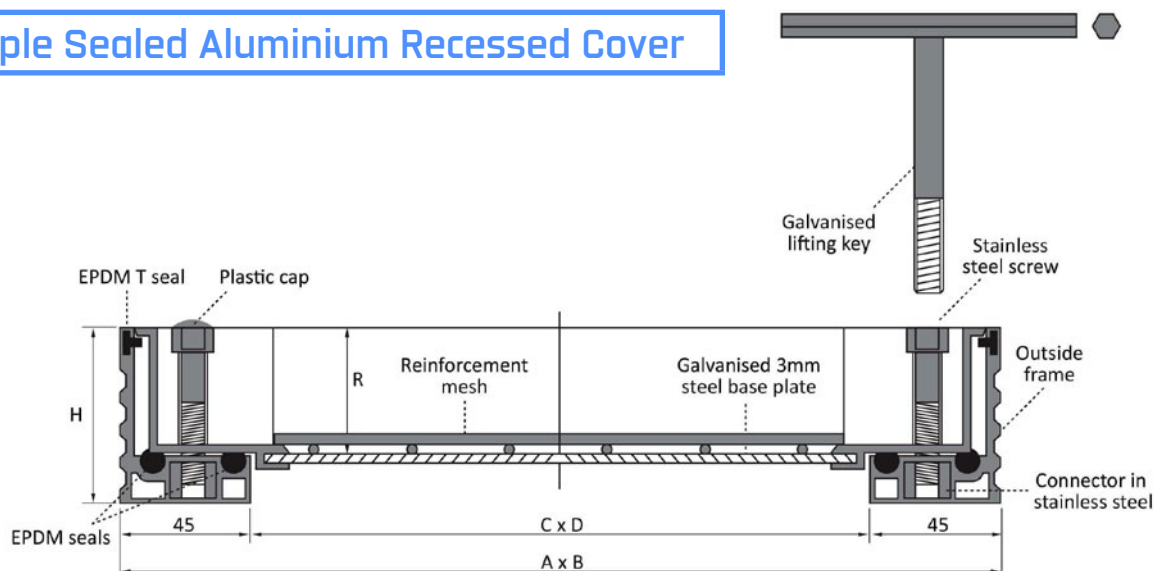 ple Sealed Aluminium Recessed Cover
Galvanised
lifting key
Stainless
steel screw
EPDM T seal
Plastic cap
Outside
frame
H
R
Reinforcement
mesh
Galvanised 3mm
steel base plate
Connector in
stainless steel
EPDM seals
45
C x D
45
A x B